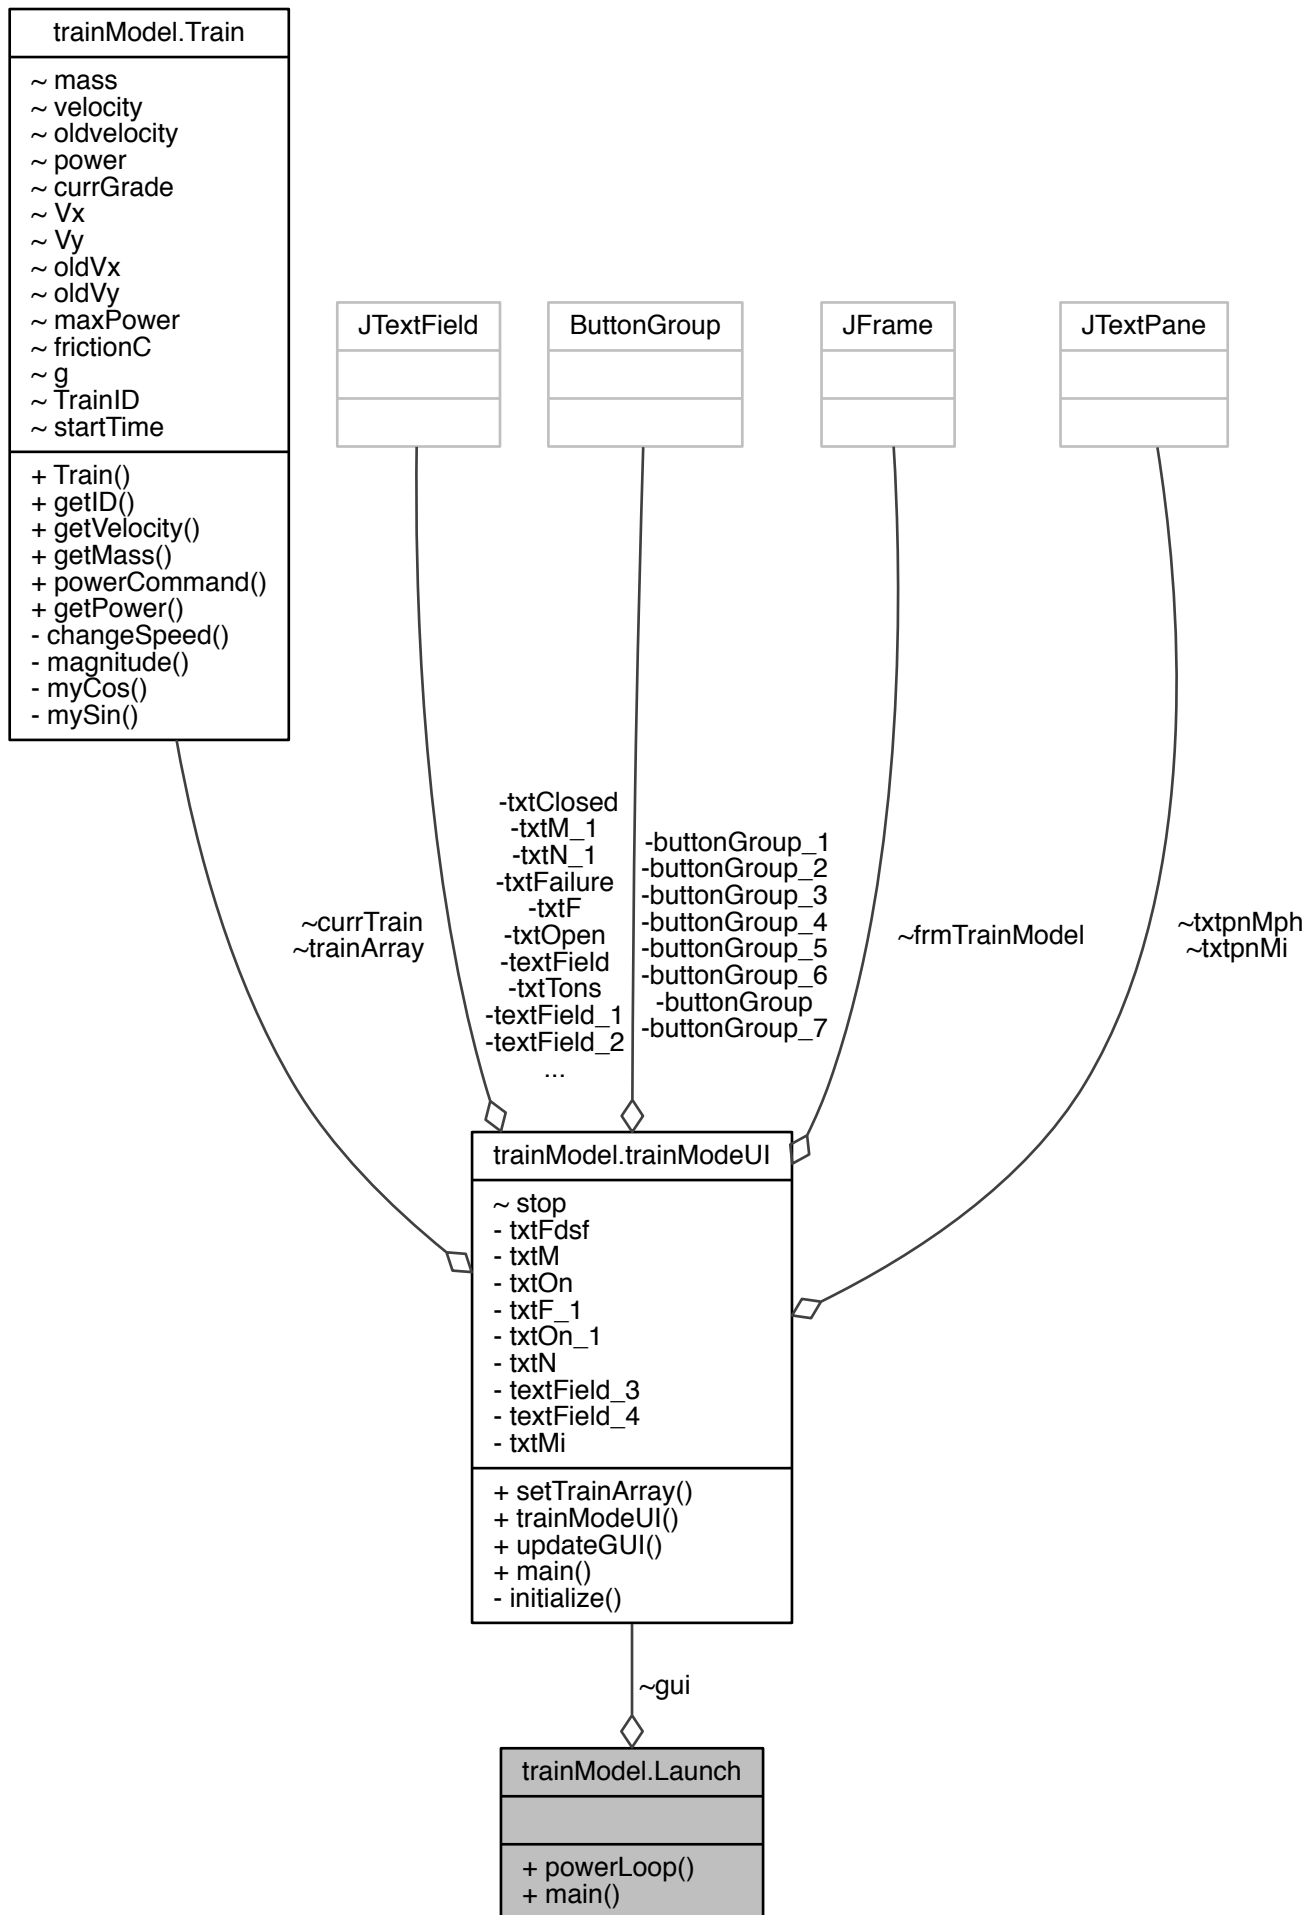 trainModel.Train
~ mass
~ velocity
~ oldvelocity
~ power
~ currGrade
~ Vx
~ Vy
~ oldVx
~ oldVy
~ maxPower
~ frictionC
~ g
~ TrainID
~ startTime
+ Train()
+ getID()
+ getVelocity()
+ getMass()
+ powerCommand()
+ getPower()
- changeSpeed()
- magnitude()
- myCos()
- mySin()
JTextField
ButtonGroup
JFrame
JTextPane
~currTrain
~trainArray
-txtClosed
-txtM_1
-txtN_1
-txtFailure
-txtF
-txtOpen
-textField
-txtTons
-textField_1
-textField_2
...
-buttonGroup_1
-buttonGroup_2
-buttonGroup_3
-buttonGroup_4
-buttonGroup_5
-buttonGroup_6
-buttonGroup
-buttonGroup_7
~frmTrainModel
~txtpnMph
~txtpnMi
trainModel.trainModeUI
~ stop
- txtFdsf
- txtM
- txtOn
- txtF_1
- txtOn_1
- txtN
- textField_3
- textField_4
- txtMi
+ setTrainArray()
+ trainModeUI()
+ updateGUI()
+ main()
- initialize()
~gui
trainModel.Launch
+ powerLoop()
+ main()